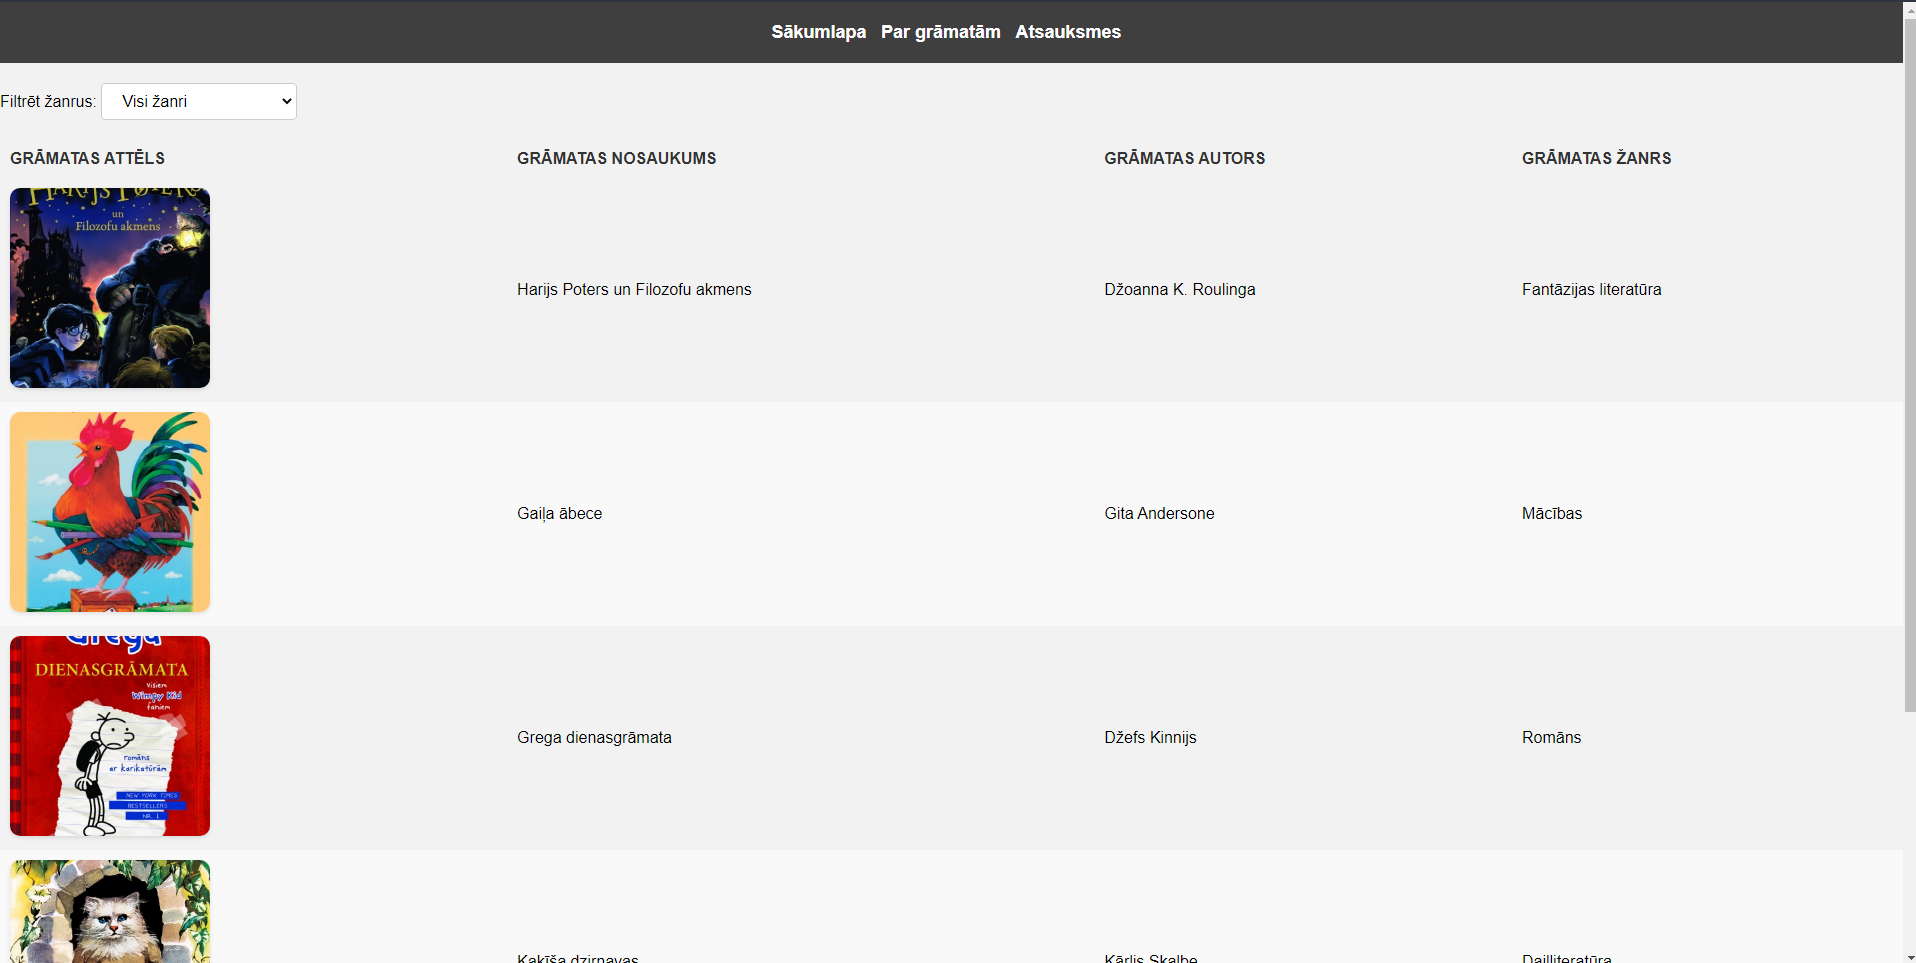 Sākumlapa Par grāmatām Atsauksmes
Filtrēt žanrus: Visi žanri
GRĀMATAS ATTĒLS GRĀMATAS NOSAUKUMS GRĀMATAS AUTORS GRĀMATAS ŽANRS
HARIJS POTERS
un
Filozofu akmens
Harijs Poters un Filozofu akmens Džoanna K. Roulinga Fantāzijas literatūra
Gaiļa ābece Gita Andersone Mācības
Grega
DIENASGRĀMATA
Visiem
Wimpy Kid
faniem
romāns
ar karikatūrām
NEW YORK TIMES
BESTSELLERS
NR. 1
Grega dienasgrāmata Džefs Kinnijs Romāns
Kaķīša dzirnavas Kārlis Skalbe Daiļliteratūra